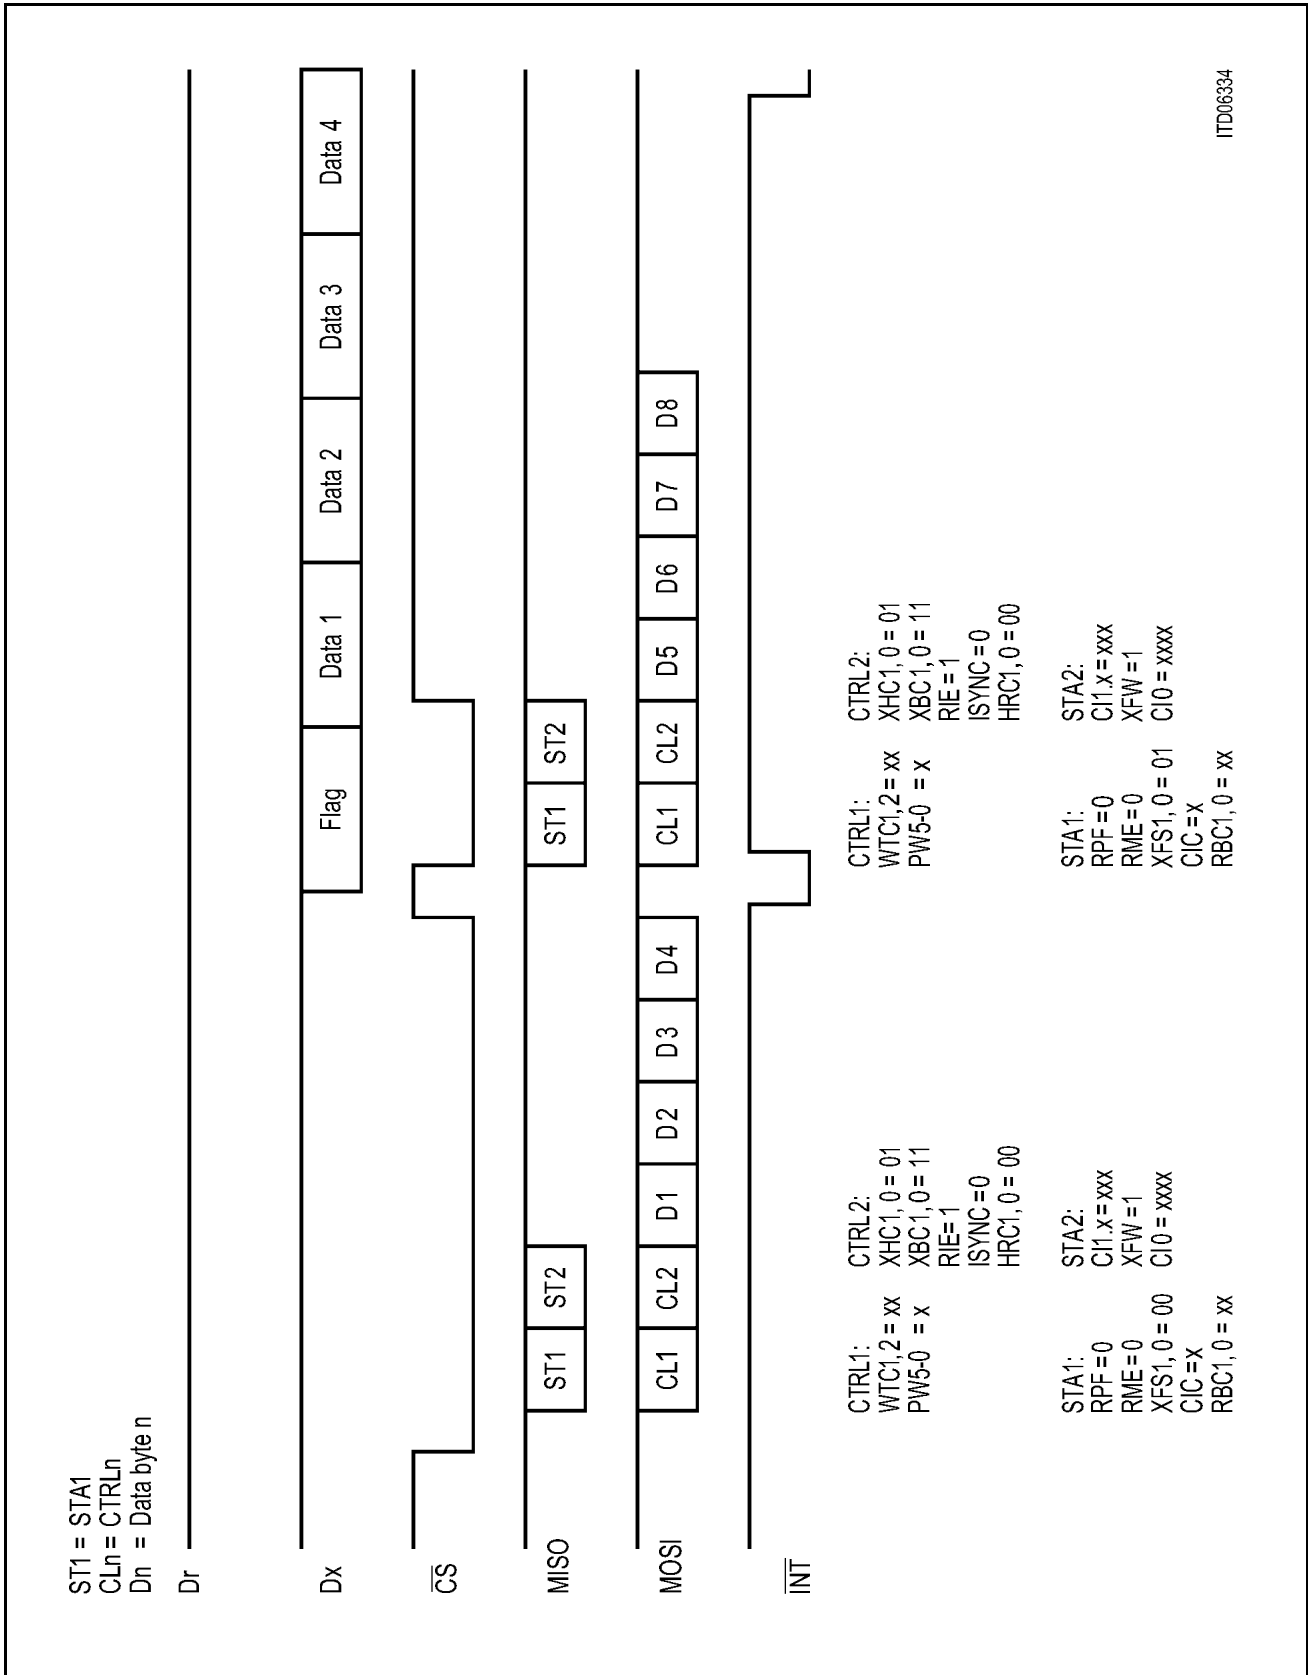 ST1 = STA1
CLn = CTRLn
Dn = Data byte n
Dr
Dx
Flag
Data 1
Data 2
Data 3
Data 4
CS
MISO
ST1
ST2
ST1
ST2
MOSI
CL1
CL2
D1
D2
D3
D4
CL1
CL2
D5
D6
D7
D8
INT
CTRL1:
WTC1, 2 = xx
PW5-0 = x
CTRL2:
XHC1, 0 = 01
XBC1, 0 = 11
RIE= 1
ISYNC = 0
HRC1, 0 = 00
CTRL1:
WTC1, 2 = xx
PW5-0 = x
CTRL2:
XHC1, 0 = 01
XBC1, 0 = 11
RIE = 1
ISYNC = 0
HRC1, 0 = 00
STA1:
RPF = 0
RME = 0
XFS1, 0 = 00
CIC = x
RBC1, 0 = xx
STA2:
CI1.x = xxx
XFW = 1
CI0 = xxxx
STA1:
RPF = 0
RME = 0
XFS1, 0 = 01
CIC = x
RBC1, 0 = xx
STA2:
CI1.x = xxx
XFW = 1
CI0 = xxxx
ITD06334